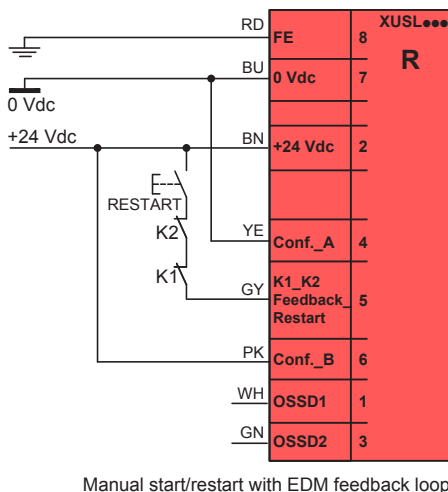 XUSL●●●
R
RD FE 8
BU 0 Vdc 7
0 Vdc
+24 Vdc
BN +24 Vdc 2
RESTART
K2
YE Conf._A 4
K1
GY K1_K2
Feedback_ 5
Restart
PK Conf._B 6
WH OSSD1 1
GN OSSD2 3
Manual start/restart with EDM feedback loop